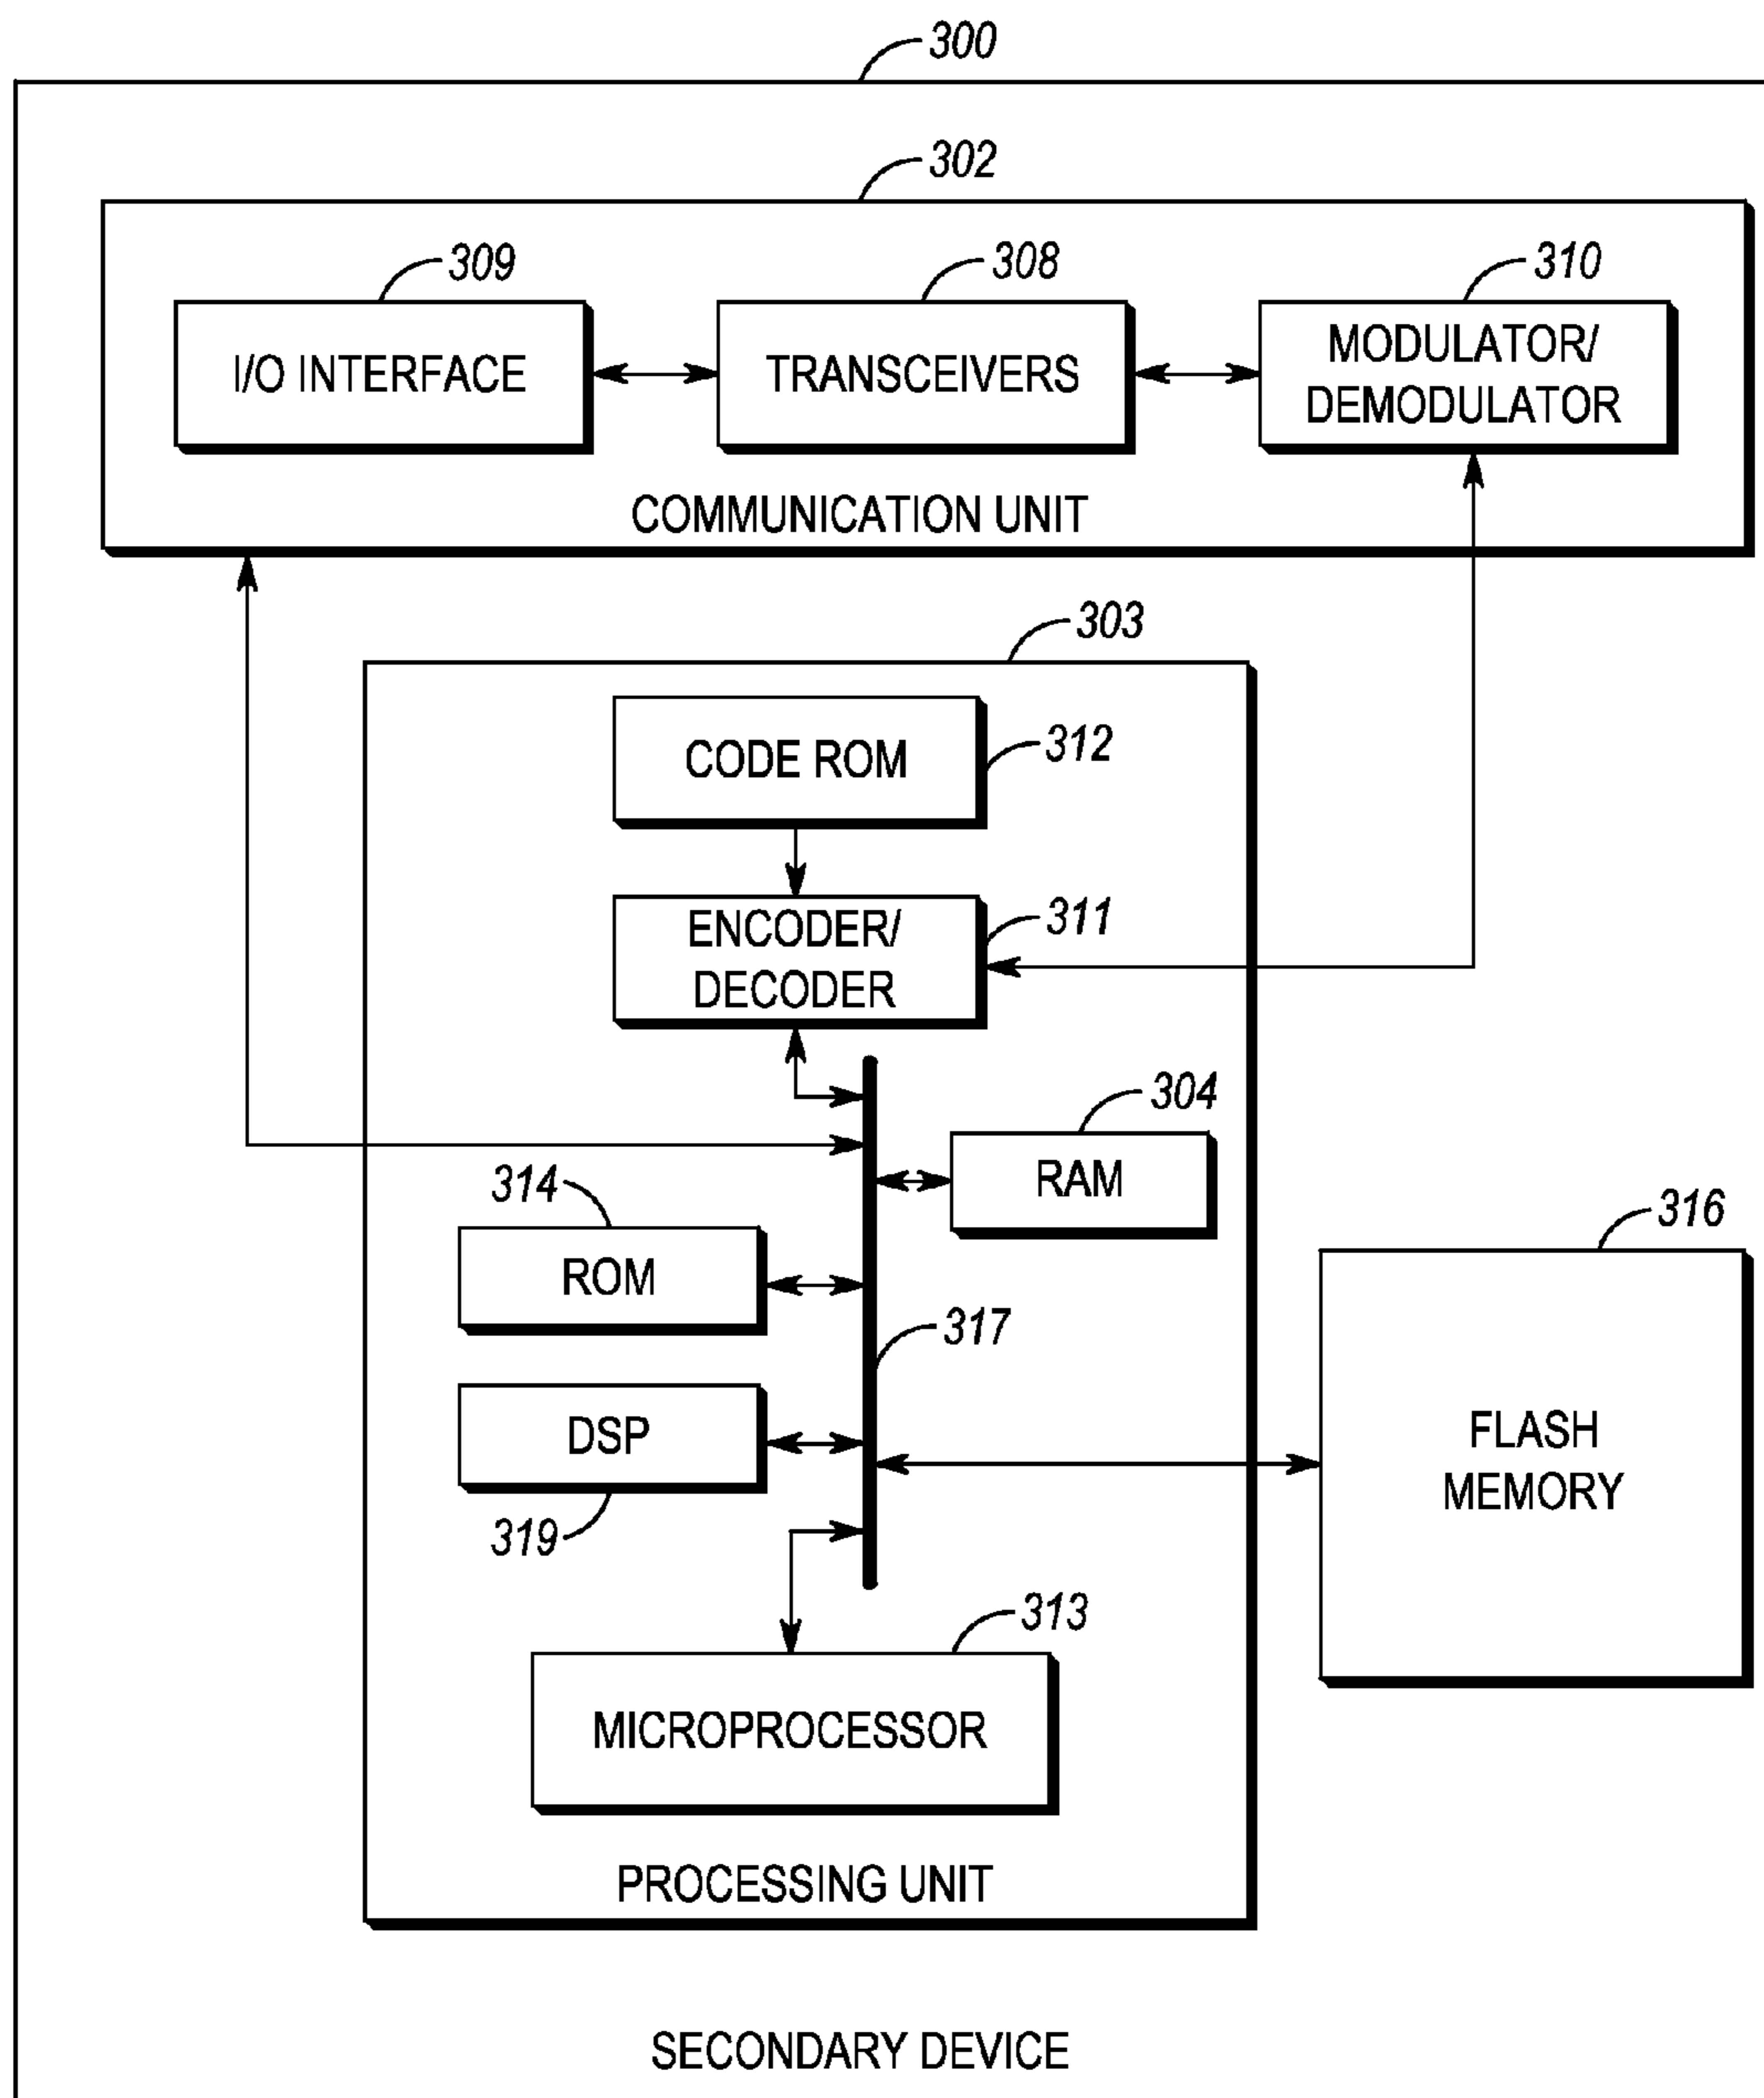 300
302
309
308
310
I/O INTERFACE
TRANSCEIVERS
MODULATOR/
DEMODULATOR
COMMUNICATION UNIT
303
CODE ROM
312
ENCODER/
DECODER
311
304
RAM
314
ROM
316
317
FLASH
MEMORY
DSP
319
313
MICROPROCESSOR
PROCESSING UNIT
SECONDARY DEVICE